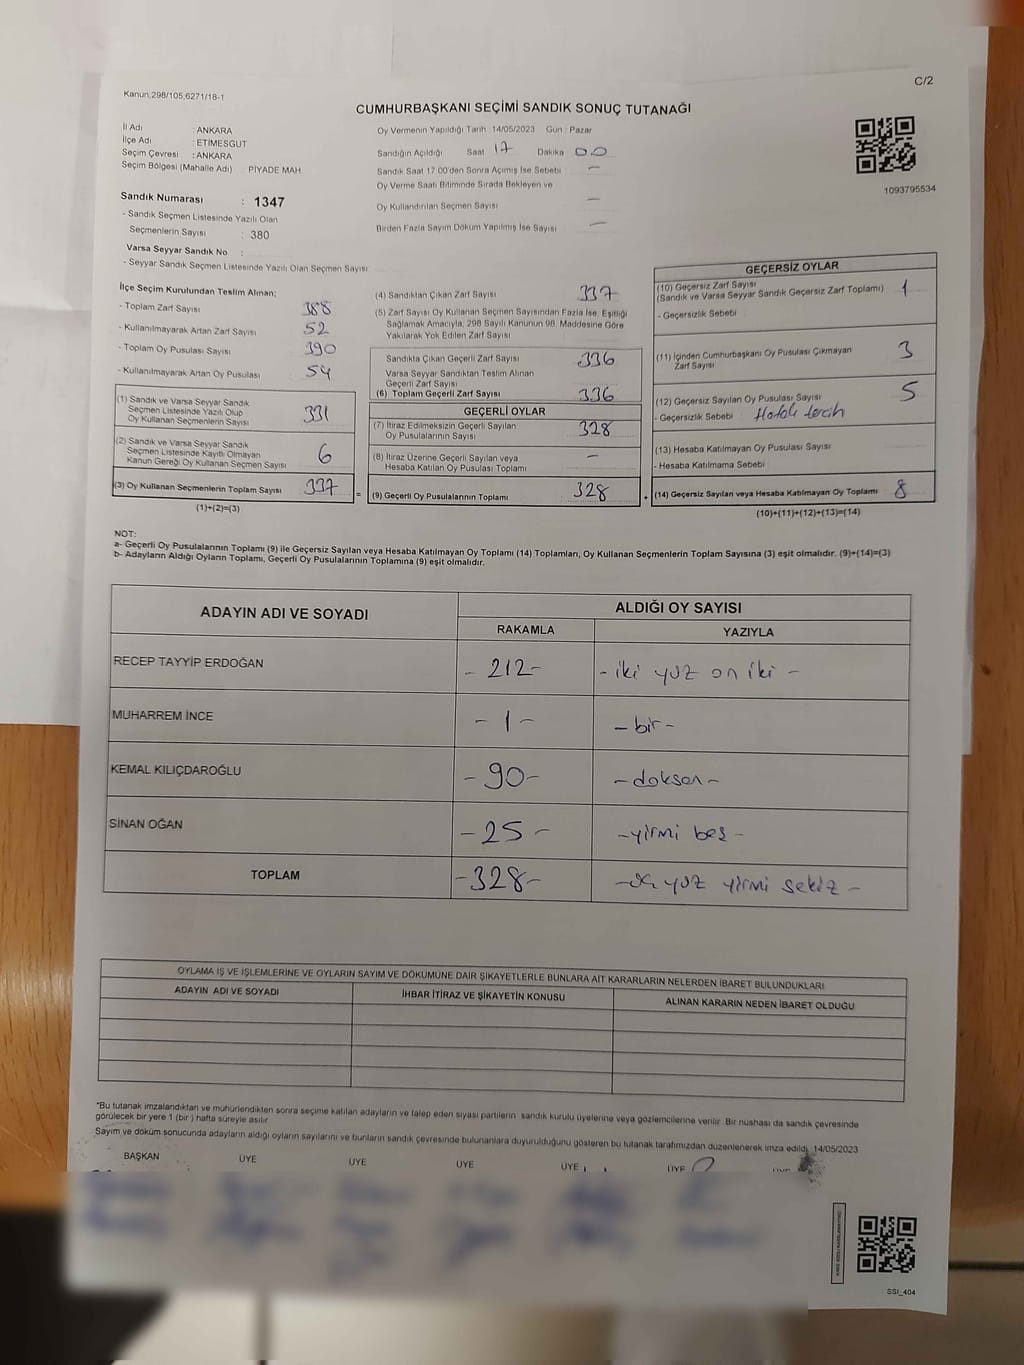 C/2
Kanun:298/105,6271/18-1
CUMHURBAŞKANI SEÇİMİ SANDIK SONUÇ TUTANAĞI
İl Adı : ANKARA
İlçe Adı : ETİMESGUT
Seçim Çevresi : ANKARA
Seçim Bölgesi (Mahalle Adı) : PİYADE MAH.
Oy Vermenin Yapıldığı Tarih :14/05/2023 Gün : Pazar
Sandığın Açıldığı Saat 17 Dakika 00
Sandık Saat 17.00'den Sonra Açımış İse Sebebi —
Oy Verme Saati Bitiminde Sırada Bekleyen ve
Oy Kullandırılan Seçmen Sayısı —
Birden Fazla Sayım Döküm Yapılmış İse Sayısı —
1093795534
Sandık Numarası : 1347
- Sandık Seçmen Listesinde Yazılı Olan
Seçmenlerin Sayısı : 380
Varsa Seyyar Sandık No :
- Seyyar Sandık Seçmen Listesinde Yazılı Olan Seçmen Sayısı
İlçe Seçim Kurulundan Teslim Alınan;
- Toplam Zarf Sayısı 388
- Kullanılmayarak Artan Zarf Sayısı 52
- Toplam Oy Pusulası Sayısı 390
- Kullanılmayarak Artan Oy Pusulası 54
(1) Sandık ve Varsa Seyyar Sandık
Seçmen Listesinde Yazılı Olup
Oy Kullanan Seçmenlerin Sayısı 331
(2) Sandık ve Varsa Seyyar Sandık
Seçmen Listesinde Kayıtlı Olmayan
Kanun Gereği Oy Kullanan Seçmen Sayısı 6
(3) Oy Kullanan Seçmenlerin Toplam Sayısı 337 =
(1)+(2)=(3)
(4) Sandıktan Çıkan Zarf Sayısı 337
(5) Zarf Sayısı Oy Kullanan Seçmen Sayısından Fazla İse, Eşitliği
Sağlamak Amacıyla, 298 Sayılı Kanunun 98. Maddesine Göre
Yakılarak Yok Edilen Zarf Sayısı
Sandıkta Çıkan Geçerli Zarf Sayısı 336
Varsa Seyyar Sandıktan Teslim Alınan
Geçerli Zarf Sayısı
(6) Toplam Geçerli Zarf Sayısı 336
GEÇERLİ OYLAR
(7) İtiraz Edilmeksizin Geçerli Sayılan
Oy Pusulalarının Sayısı 328
(8) İtiraz Üzerine Geçerli Sayılan veya
Hesaba Katılan Oy Pusulası Toplamı —
(9) Geçerli Oy Pusulalarının Toplamı 328 +
GEÇERSİZ OYLAR
(10) Geçersiz Zarf Sayısı
(Sandık ve Varsa Seyyar Sandık Geçersiz Zarf Toplamı) 1
- Geçersizlik Sebebi
(11) İçinden Cumhurbaşkanı Oy Pusulası Çıkmayan
Zarf Sayısı 3
(12) Geçersiz Sayılan Oy Pusulası Sayısı 5
- Geçersizlik Sebebi Hatalı tercih
(13) Hesaba Katılmayan Oy Pusulası Sayısı
- Hesaba Katılmama Sebebi
(14) Geçersiz Sayılan veya Hesaba Katılmayan Oy Toplamı 8
(10)+(11)+(12)+(13)=(14)
NOT:
a- Geçerli Oy Pusulalarının Toplamı (9) ile Geçersiz Sayılan veya Hesaba Katılmayan Oy Toplamı (14) Toplamları, Oy Kullanan Seçmenlerin Toplam Sayısına (3) eşit olmalıdır. (9)+(14)=(3)
b- Adayların Aldığı Oyların Toplamı, Geçerli Oy Pusulalarının Toplamına (9) eşit olmalıdır.
ADAYIN ADI VE SOYADI
ALDIĞI OY SAYISI
RAKAMLA YAZIYLA
RECEP TAYYİP ERDOĞAN - 212 - - iki yüz on iki -
MUHARREM İNCE - 1 - - bir -
KEMAL KILIÇDAROĞLU - 90 - - doksan -
SİNAN OĞAN - 25 - - yirmi beş -
TOPLAM - 328 - - üç yüz yirmi sekiz -
OYLAMA İŞ VE İŞLEMLERİNE VE OYLARIN SAYIM VE DÖKÜMÜNE DAİR ŞİKAYETLERLE BUNLARA AİT KARARLARIN NELERDEN İBARET BULUNDUKLARI
ADAYIN ADI VE SOYADI İHBAR İTİRAZ VE ŞİKAYETİN KONUSU ALINAN KARARIN NEDEN İBARET OLDUĞU
*Bu tutanak imzalandıktan ve mühürlendikten sonra seçime katılan adayların ve talep eden siyasi partilerin sandık kurulu üyelerine veya gözlemcilerine verilir. Bir nüshası da sandık çevresinde
görülecek bir yere 1 (bir ) hafta süreyle asılır
Sayım ve döküm sonucunda adayların aldığı oyların sayılarını ve bunların sandık çevresinde bulunanlara duyurulduğunu gösteren bu tutanak tarafımızdan düzenlenerek imza edildi. 14/05/2023
BAŞKAN ÜYE ÜYE ÜYE ÜYE ÜYE ÜYE
SSI_404